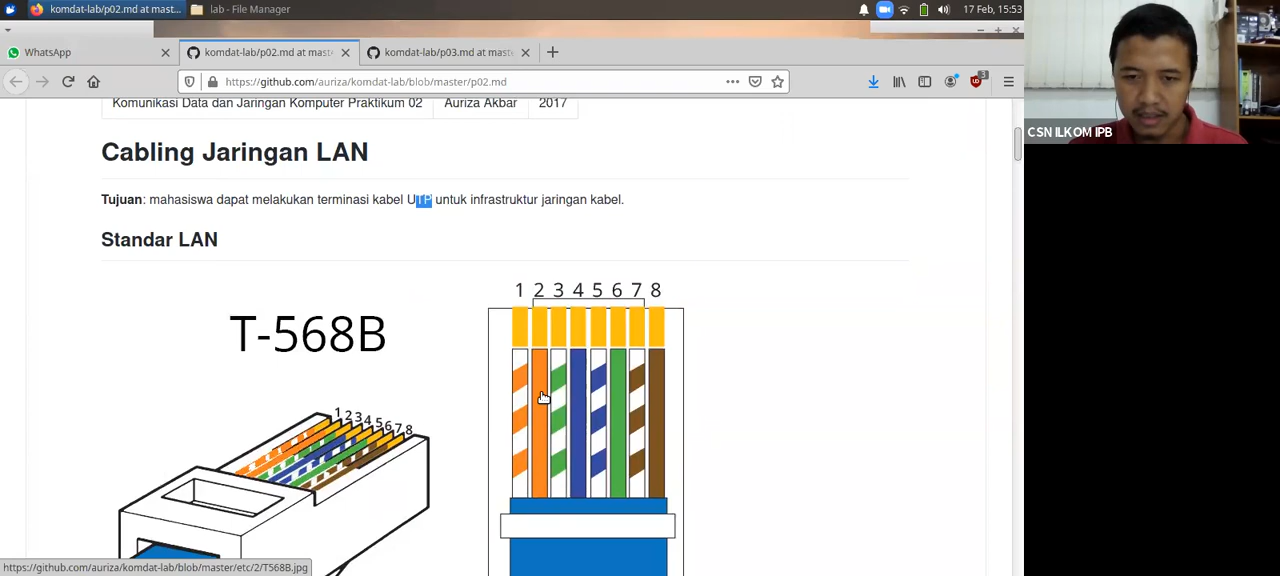 komdat-lab/p02.md at mast...
lab - File Manager
17 Feb, 15:53
WhatsApp
komdat-lab/p02.md at mast
komdat-lab/p03.md at mast
https://github.com/auriza/komdat-lab/blob/master/p02.md
3
CSN ILKOM IPB
Komunikasi Data dan Jaringan Komputer Praktikum 02
Auriza Akbar
2017
Cabling Jaringan LAN
Tujuan: mahasiswa dapat melakukan terminasi kabel UTP untuk infrastruktur jaringan kabel.
Standar LAN
T-568B
1 2 3 4 5 6 7 8
1 2 3 4 5 6 7 8
https://github.com/auriza/komdat-lab/blob/master/etc/2/T568B.jpg